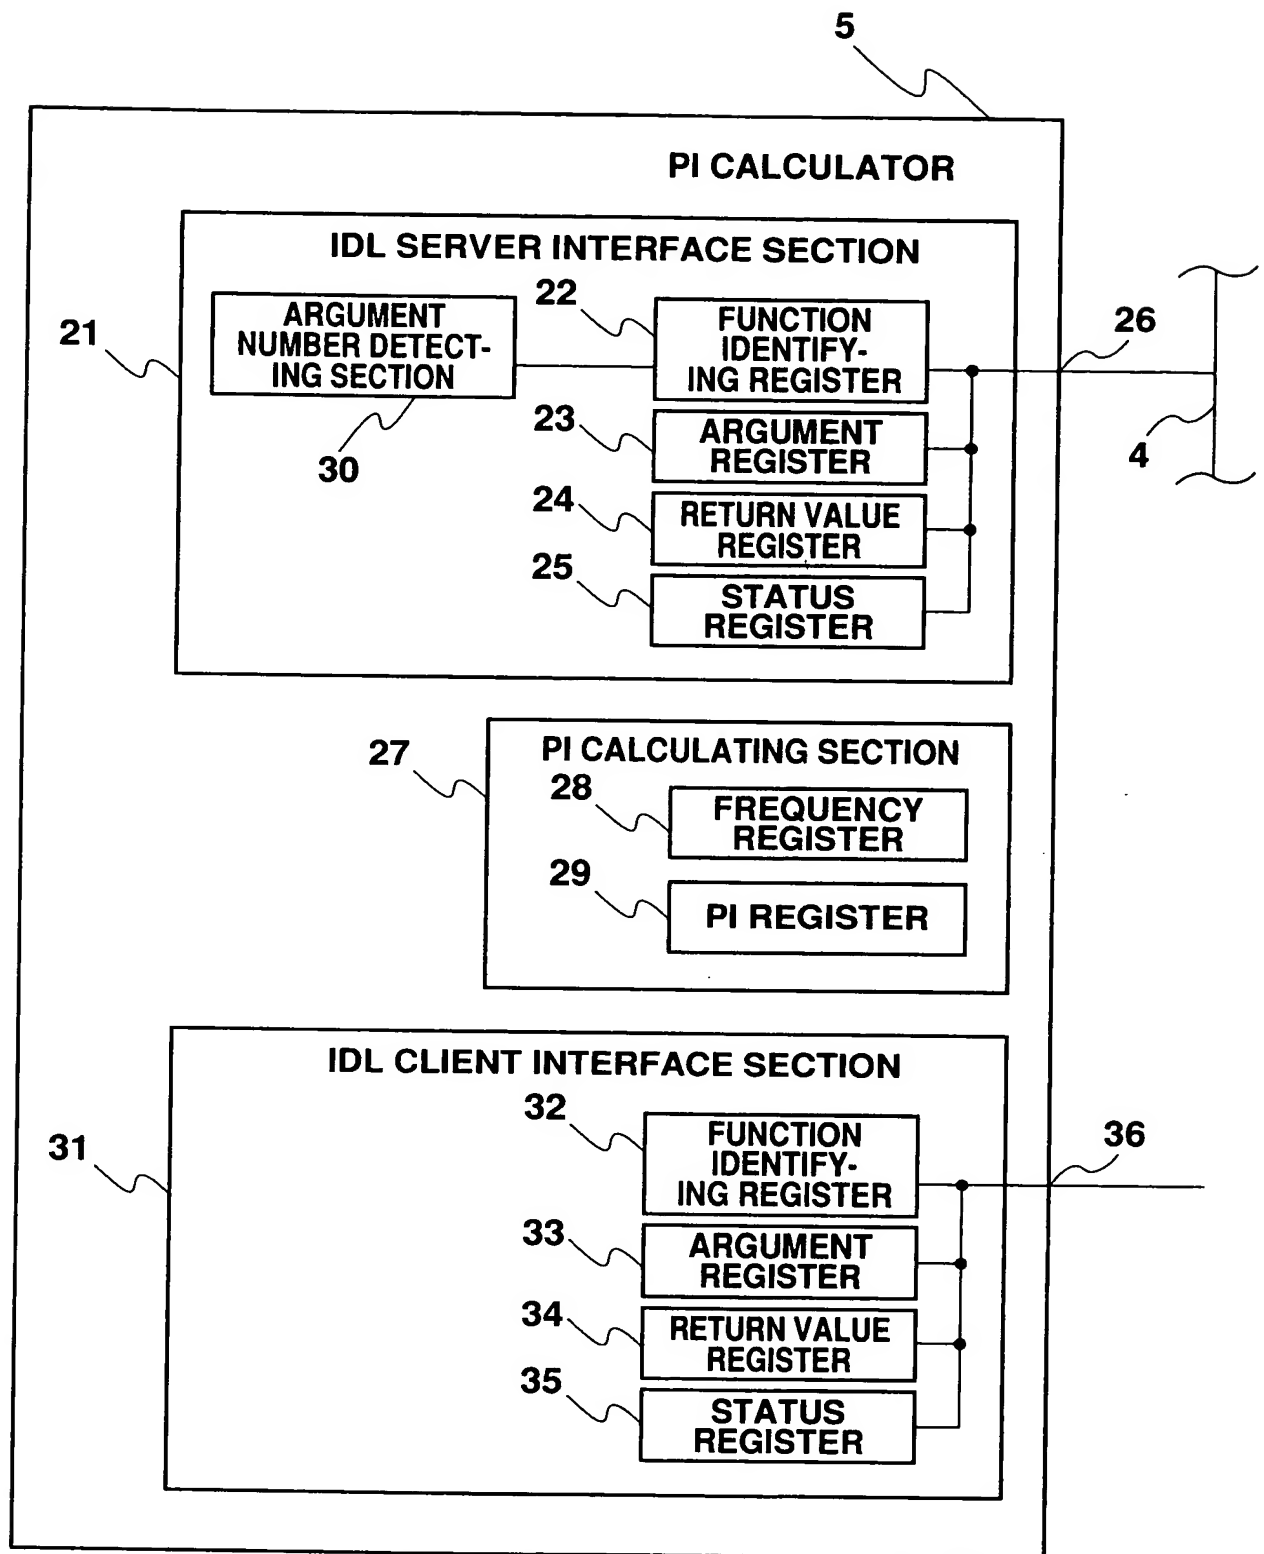 5
PI CALCULATOR
IDL SERVER INTERFACE SECTION
21
ARGUMENT
NUMBER DETECT-
ING SECTION
30
22
FUNCTION
IDENTIFY-
ING REGISTER
26
4
23
ARGUMENT
REGISTER
24
RETURN VALUE
REGISTER
25
STATUS
REGISTER
27
PI CALCULATING SECTION
28
FREQUENCY
REGISTER
29
PI REGISTER
IDL CLIENT INTERFACE SECTION
31
32
FUNCTION
IDENTIFY-
ING REGISTER
36
33
ARGUMENT
REGISTER
34
RETURN VALUE
REGISTER
35
STATUS
REGISTER